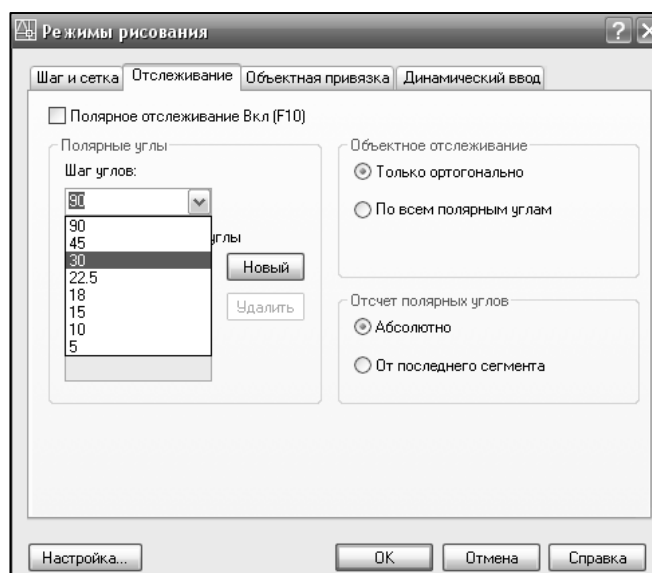 Режимы рисования
Шаг и сетка Отслеживание Объектная привязка Динамический ввод
Полярное отслеживание Вкл (F10)
Полярные углы
Шаг углов:
90
90
45
30
22.5
18
15
10
5
углы
Новый
Удалить
Объектное отслеживание
Только ортогонально
По всем полярным углам
Отсчет полярных углов
Абсолютно
От последнего сегмента
Настройка... OK Отмена Справка